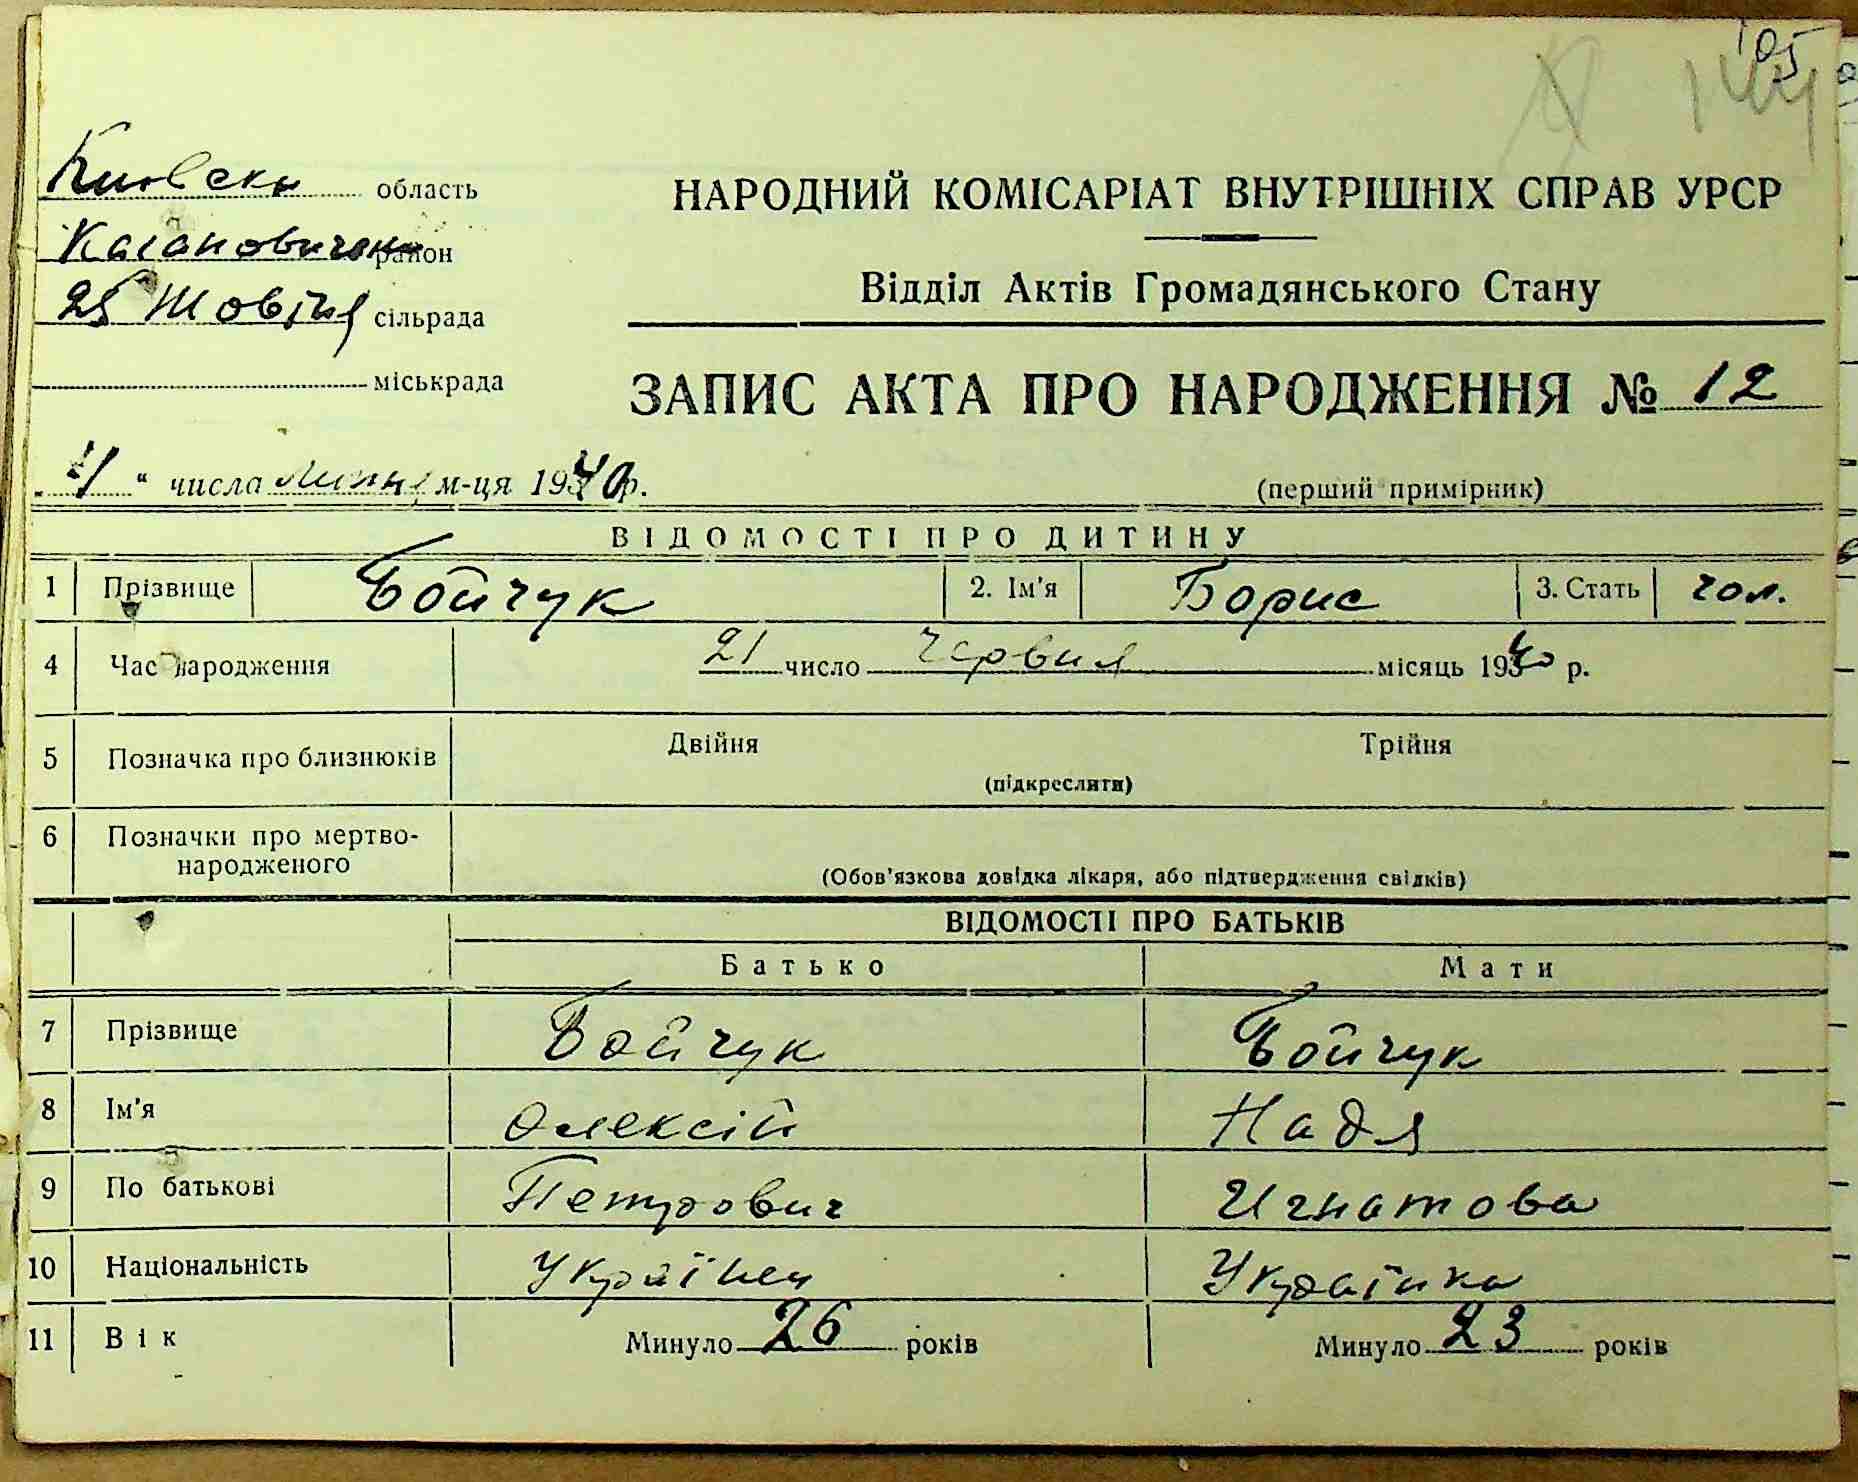 105
Київськ область
Кагановичськ район
25 Жовтня сільрада
міськрада
НАРОДНИЙ КОМІСАРІАТ ВНУТРІШНІХ СПРАВ УРСР
Відділ Актів Громадянського Стану
ЗАПИС АКТА ПРО НАРОДЖЕННЯ № 12
" числа липня м-ця 1940 р.
(перший примірник)
ВІДОМОСТІ ПРО ДИТИНУ
1 Прізвище Бойчук 2. Ім'я Борис 3. Стать чол.
4 Час народження 21 число червня місяць 1940 р.
5 Позначка про близнюків Двійня Трійня
(підкреслити)
6 Позначки про мертво-
народженого
(Обов'язкова довідка лікаря, або підтвердження свідків)
ВІДОМОСТІ ПРО БАТЬКІВ
Батько Мати
7 Прізвище Бойчук Бойчук
8 Ім'я Олексій Надя
9 По батькові Петрович Игнатова
10 Національність Українец Українка
11 Вік Минуло 26 років Минуло 23 років